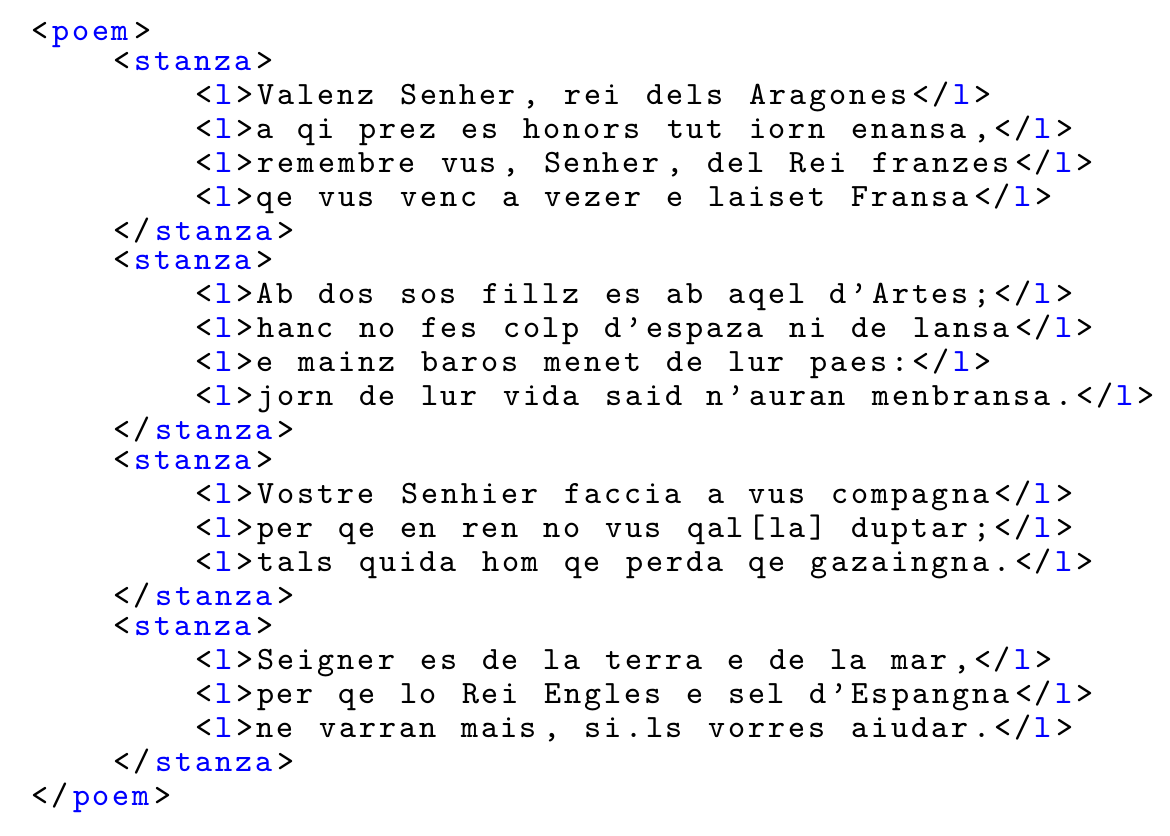 <poem>
<stanza>
<l>Valenz Senher, rei dels Aragones</l>
<l>a qi prez es honors tut iorn enansa,</l>
<l>remembre vus, Senher, del Rei franzes</l>
<l>qe vus venc a vezer e laiset Fransa</l>
</stanza>
<stanza>
<l>Ab dos sos fillz es ab aqel d'Artes;</l>
<l>hanc no fes colp d'espaza ni de lansa</l>
<l>e mainz baros menet de lur paes:</l>
<l>jorn de lur vida said n'auran menbransa.</l>
</stanza>
<stanza>
<l>Vostre Senhier faccia a vus compagna</l>
<l>per qe en ren no vus qal[la] duptar;</l>
<l>tals quida hom qe perda qe gazaingna.</l>
</stanza>
<stanza>
<l>Seigner es de la terra e de la mar,</l>
<l>per qe lo Rei Engles e sel d'Espangna</l>
<l>ne varran mais, si.ls vorres aiudar.</l>
</stanza>
</poem>